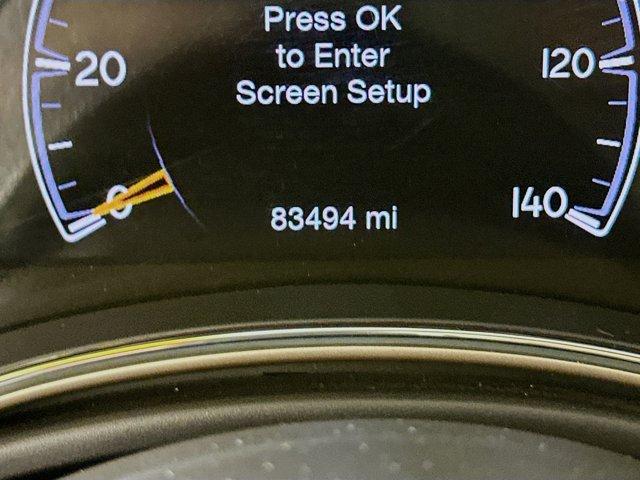 Press OK
to Enter
Screen Setup
20
120
0
83494 mi
140